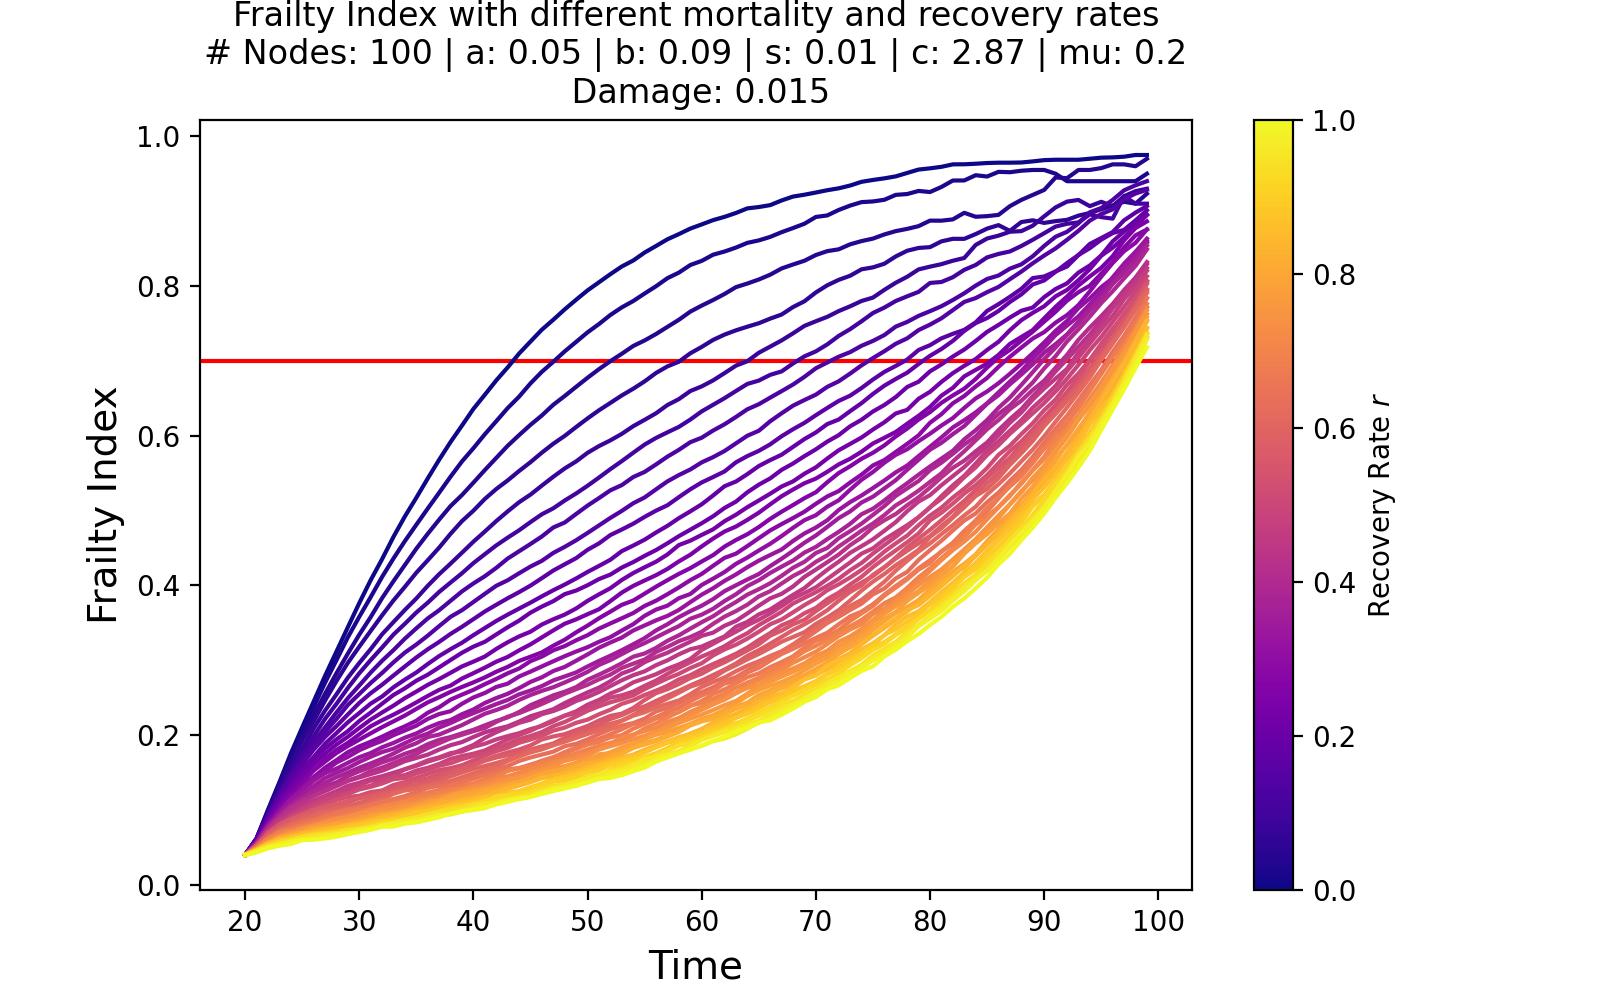 Frailty Index with different mortality and recovery rates
# Nodes: 100 | a: 0.05 | b: 0.09 | s: 0.01 | c: 2.87 | mu: 0.2
Damage: 0.015
1.0
0.8
0.6
0.4
0.2
0.0
Frailty Index
20 30 40 50 60 70 80 90 100
Time
1.0
0.8
0.6
0.4
0.2
0.0
Recovery Rate r